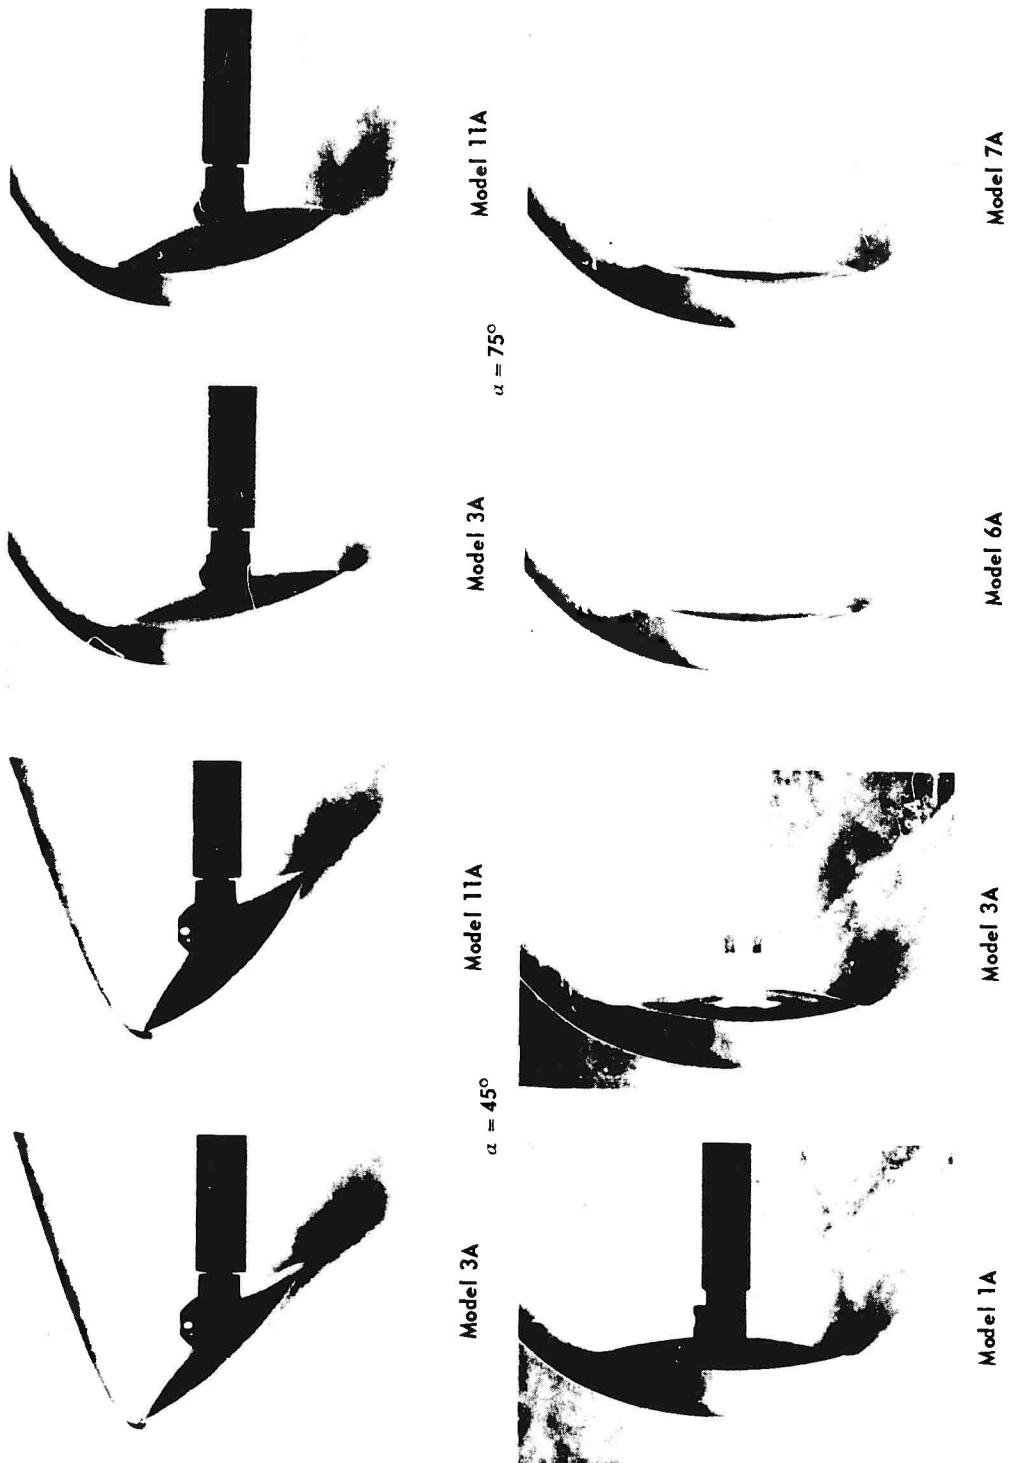 Model 3A
Model 11A
Model 3A
Model 11A
α = 45°
α = 75°
Model 1A
Model 3A
Model 6A
Model 7A